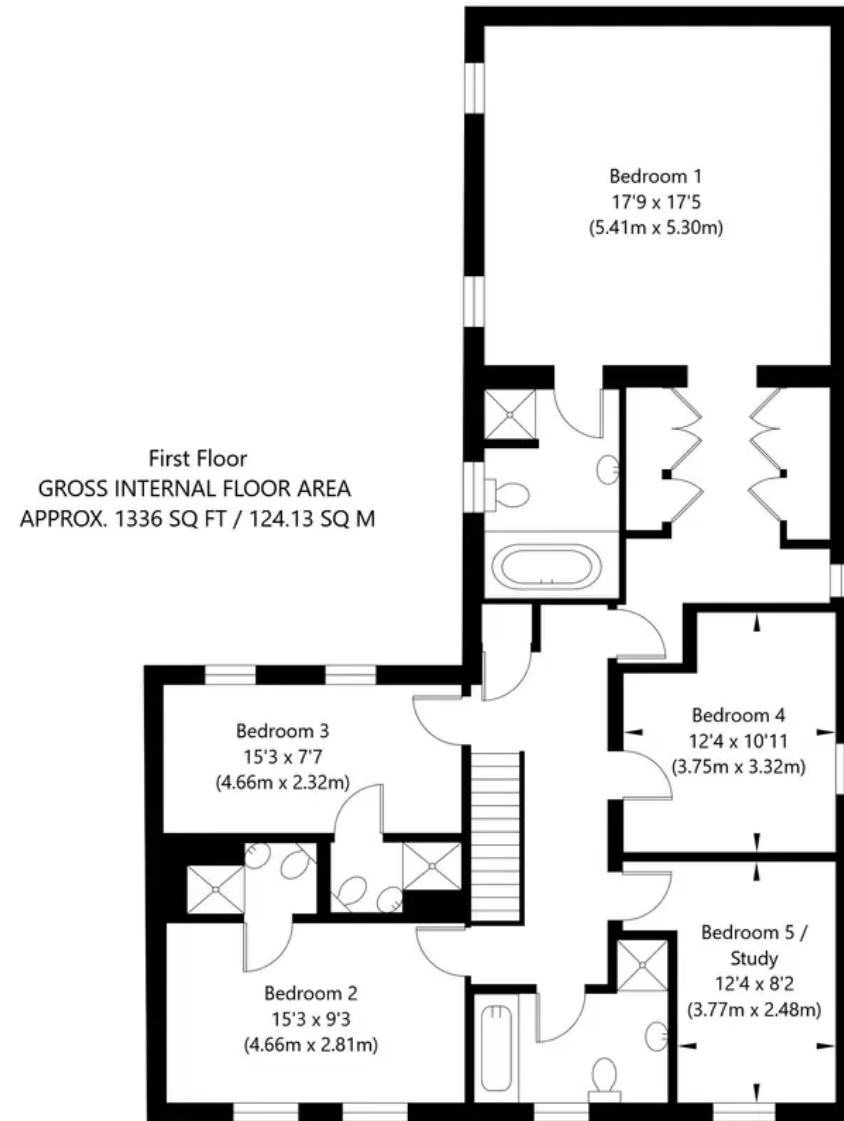 Bedroom 1
17'9 x 17'5
(5.41m x 5.30m)
First Floor
GROSS INTERNAL FLOOR AREA
APPROX. 1336 SQ FT / 124.13 SQ M
Bedroom 3
15'3 x 7'7
(4.66m x 2.32m)
Bedroom 4
12'4 x 10'11
(3.75m x 3.32m)
Bedroom 2
15'3 x 9'3
(4.66m x 2.81m)
Bedroom 5 /
Study
12'4 x 8'2
(3.77m x 2.48m)